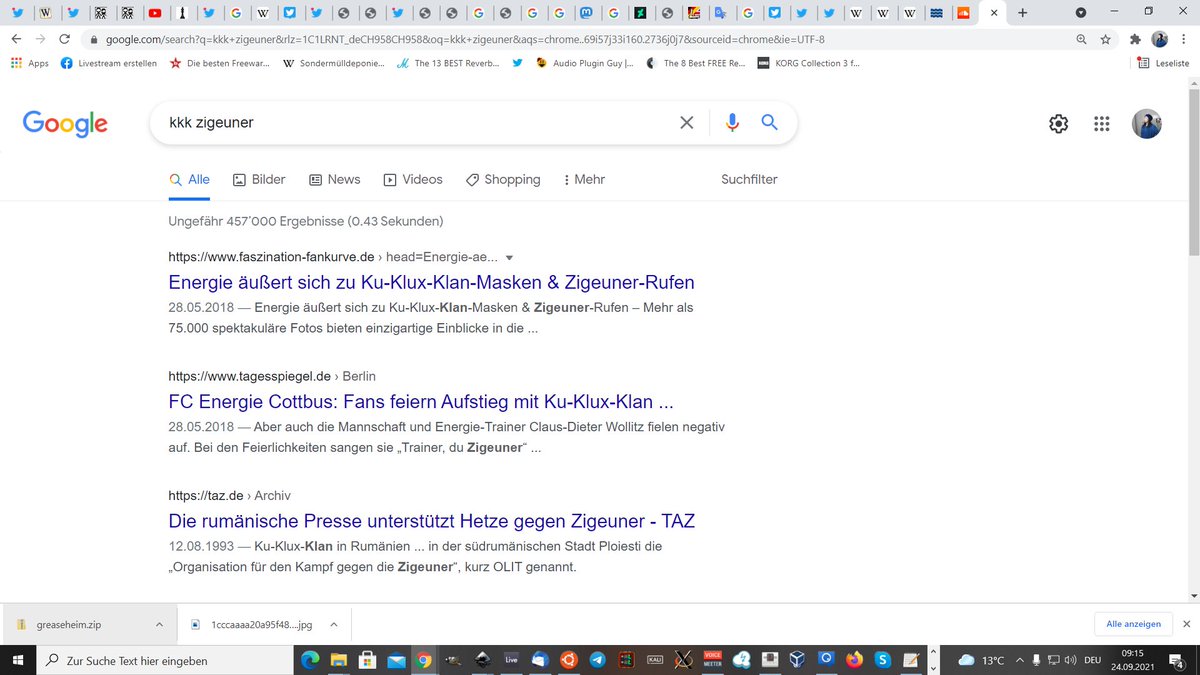 google.com/search?q=kkk+zigeuner&rlz=1C1LRNT_deCH958CH958&oq=kkk+zigeuner&aqs=chrome..69i57j33i160.2736j0j7&sourceid=chrome&ie=UTF-8
Apps Livestream erstellen Die besten Freewar... Sondermülldeponie... The 13 BEST Reverb... Audio Plugin Guy |... The 8 Best FREE Re... KORG Collection 3 f... Leseliste
Google
kkk zigeuner
Alle Bilder News Videos Shopping Mehr Suchfilter
Ungefähr 457’000 Ergebnisse (0.43 Sekunden)
https://www.faszination-fankurve.de › head=Energie-ae...
Energie äußert sich zu Ku-Klux-Klan-Masken & Zigeuner-Rufen
28.05.2018 — Energie äußert sich zu Ku-Klux-Klan-Masken & Zigeuner-Rufen – Mehr als
75.000 spektakuläre Fotos bieten einzigartige Einblicke in die ...
https://www.tagesspiegel.de › Berlin
FC Energie Cottbus: Fans feiern Aufstieg mit Ku-Klux-Klan ...
28.05.2018 — Aber auch die Mannschaft und Energie-Trainer Claus-Dieter Wollitz fielen negativ
auf. Bei den Feierlichkeiten sangen sie „Trainer, du Zigeuner“ ...
https://taz.de › Archiv
Die rumänische Presse unterstützt Hetze gegen Zigeuner - TAZ
12.08.1993 — Ku-Klux-Klan in Rumänien ... in der südrumänischen Stadt Ploiesti die
„Organisation für den Kampf gegen die Zigeuner“, kurz OLIT genannt.
greaseheim.zip 1cccaaaa20a95f48....jpg Alle anzeigen
Zur Suche Text hier eingeben Live KALI VOICE MEETER 13°C DEU 09:15
24.09.2021 4